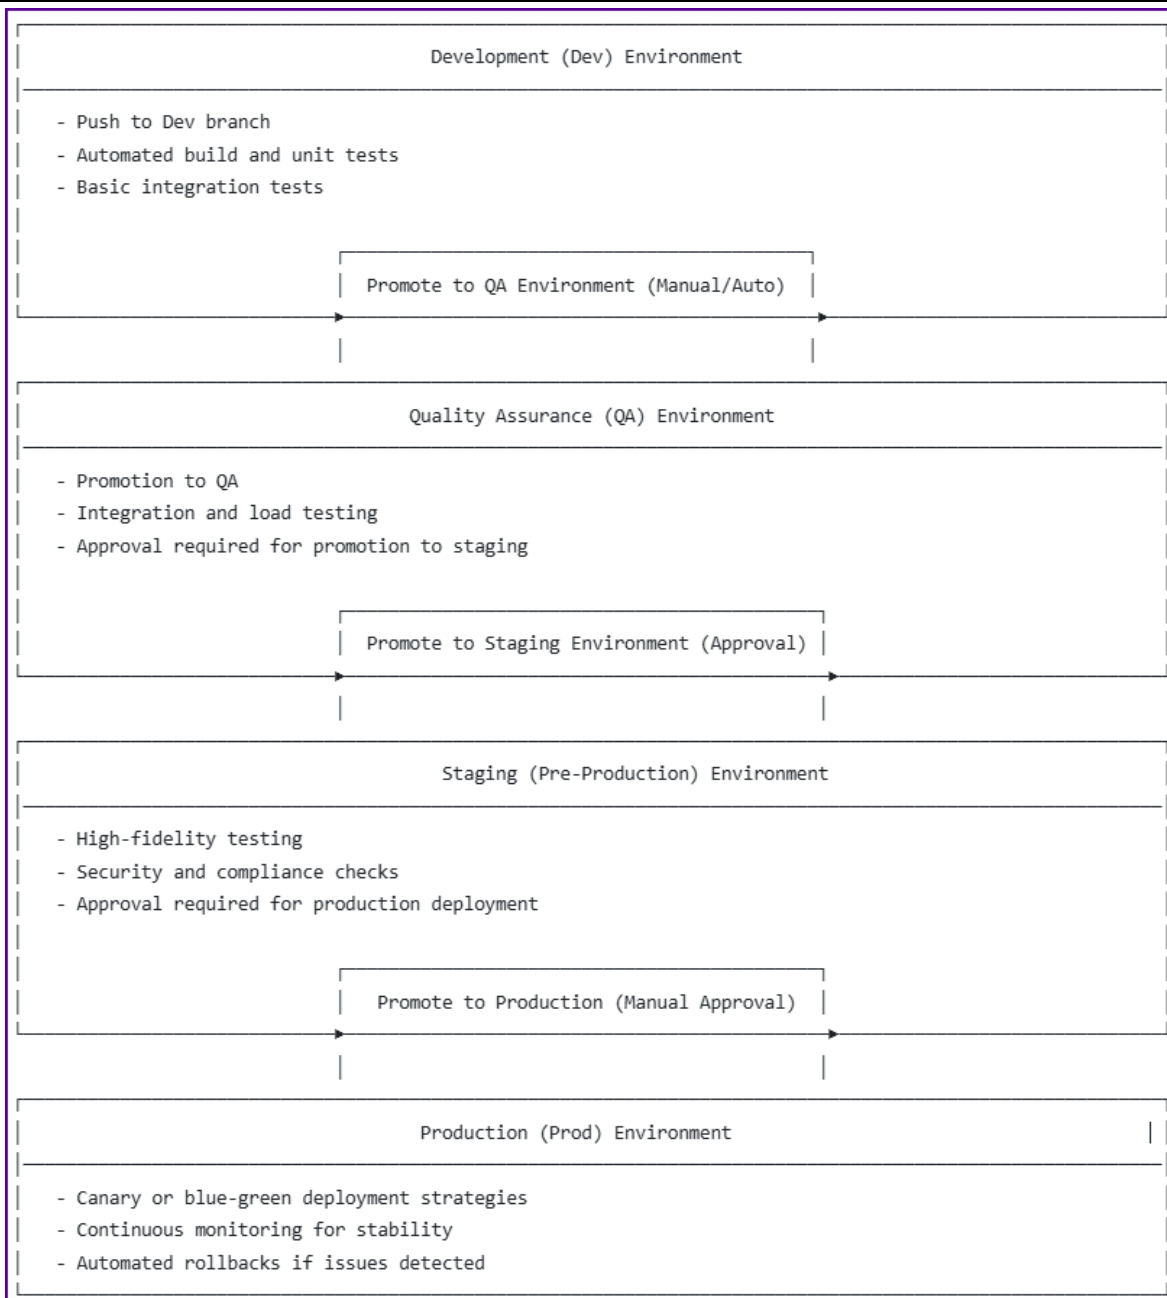 Development (Dev) Environment
- Push to Dev branch
- Automated build and unit tests
- Basic integration tests
Promote to QA Environment (Manual/Auto)
Quality Assurance (QA) Environment
- Promotion to QA
- Integration and load testing
- Approval required for promotion to staging
Promote to Staging Environment (Approval)
Staging (Pre-Production) Environment
- High-fidelity testing
- Security and compliance checks
- Approval required for production deployment
Promote to Production (Manual Approval)
Production (Prod) Environment
- Canary or blue-green deployment strategies
- Continuous monitoring for stability
- Automated rollbacks if issues detected